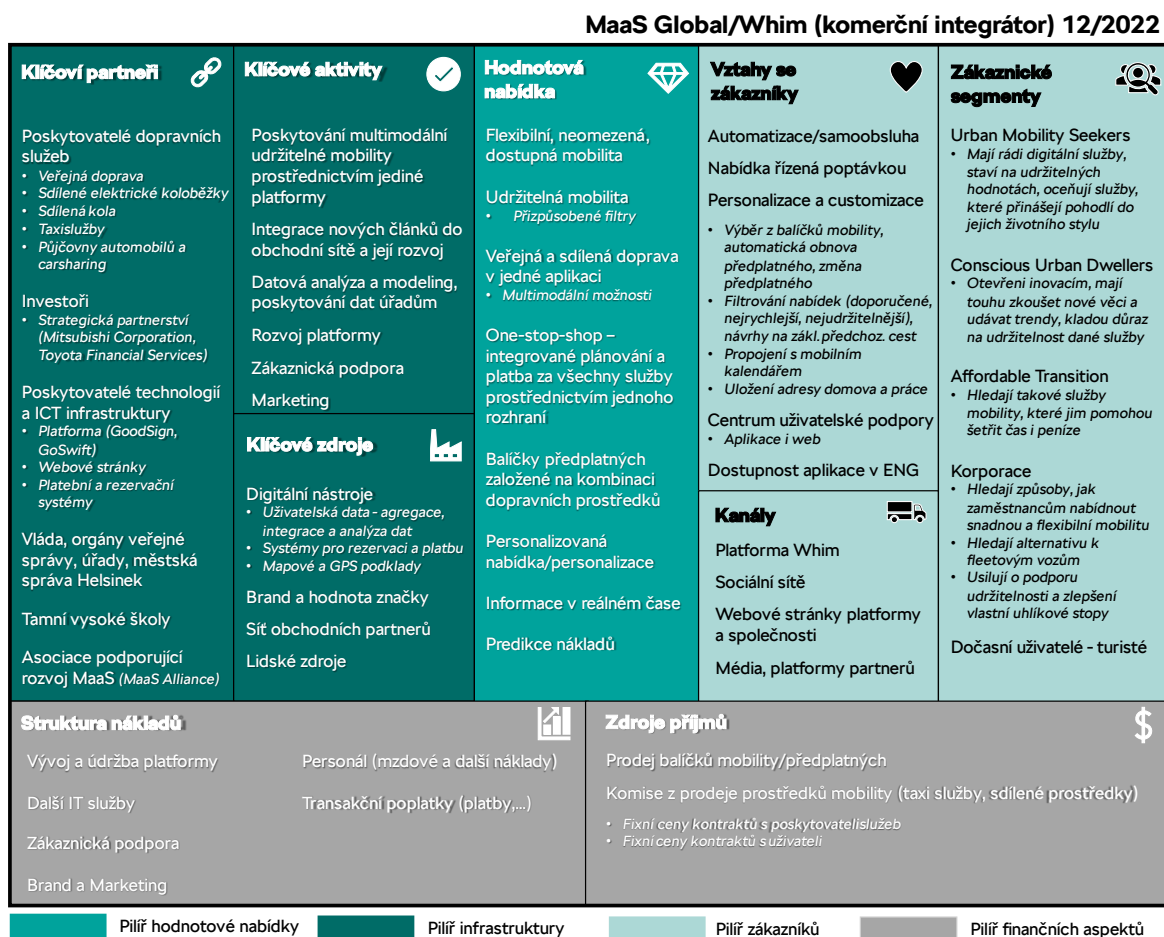 MaaS Global/Whim (komerční integrátor) 12/2022
Klíčoví partneři
Poskytovatelé dopravních
služeb
• Veřejná doprava
• Sdílené elektrické koloběžky
• Sdílená kola
• Taxislužby
• Půjčovny automobilů a
carsharing
Investoři
• Strategická partnerství
(Mitsubishi Corporation,
Toyota Financial Services)
Poskytovatelé technologií
a ICT infrastruktury
• Platforma (GoodSign,
GoSwift)
• Webové stránky
• Platební a rezervační
systémy
Vláda, orgány veřejné
správy, úřady, městská
správa Helsinek
Tamní vysoké školy
Asociace podporující
rozvoj MaaS (MaaS Alliance)
Klíčové aktivity
Poskytování multimodální
udržitelné mobility
prostřednictvím jediné
platformy
Integrace nových článků do
obchodní sítě a její rozvoj
Datová analýza a modeling,
poskytování dat úřadům
Rozvoj platformy
Zákaznická podpora
Marketing
Klíčové zdroje
Digitální nástroje
• Uživatelská data - agregace,
integrace a analýza dat
• Systémy pro rezervaci a platbu
• Mapové a GPS podklady
Brand a hodnota značky
Síť obchodních partnerů
Lidské zdroje
Hodnotová
nabídka
Flexibilní, neomezená,
dostupná mobilita
Udržitelná mobilita
• Přizpůsobené filtry
Veřejná a sdílená doprava
v jedné aplikaci
• Multimodální možnosti
One-stop-shop –
integrované plánování a
platba za všechny služby
prostřednictvím jednoho
rozhraní
Balíčky předplatných
založené na kombinaci
dopravních prostředků
Personalizovaná
nabídka/personalizace
Informace v reálném čase
Predikce nákladů
Vztahy se
zákazníky
Automatizace/samoobsluha
Nabídka řízená poptávkou
Personalizace a customizace
• Výběr z balíčků mobility,
automatická obnova
předplatného, změna
předplatného
• Filtrování nabídek (doporučené,
nejrychlejší, nejudržitelnější),
návrhy na zákl. předchoz. cest
• Propojení s mobilním
kalendářem
• Uložení adresy domova a práce
Centrum uživatelské podpory
• Aplikace i web
Dostupnost aplikace v ENG
Kanály
Platforma Whim
Sociální sítě
Webové stránky platformy
a společnosti
Média, platformy partnerů
Zákaznické
segmenty
Urban Mobility Seekers
• Mají rádi digitální služby,
staví na udržitelných
hodnotách, oceňují služby,
které přinášejí pohodlí do
jejich životního stylu
Conscious Urban Dwellers
• Otevřeni inovacím, mají
touhu zkoušet nové věci a
udávat trendy, kladou důraz
na udržitelnost dané služby
Affordable Transition
• Hledají takové služby
mobility, které jim pomohou
šetřit čas i peníze
Korporace
• Hledají způsoby, jak
zaměstnancům nabídnout
snadnou a flexibilní mobilitu
• Hledají alternativu k
fleetovým vozům
• Usilují o podporu
udržitelnosti a zlepšení
vlastní uhlíkové stopy
Dočasní uživatelé - turisté
Struktura nákladů
Vývoj a údržba platformy
Další IT služby
Zákaznická podpora
Brand a Marketing
Personál (mzdové a další náklady)
Transakční poplatky (platby,...)
Zdroje příjmů
Prodej balíčků mobility/předplatných
Komise z prodeje prostředků mobility (taxi služby, sdílené prostředky)
• Fixní ceny kontraktů s poskytovatelislužeb
• Fixní ceny kontraktů s uživateli
Pilíř hodnotové nabídky
Pilíř infrastruktury
Pilíř zákazníků
Pilíř finančních aspektů